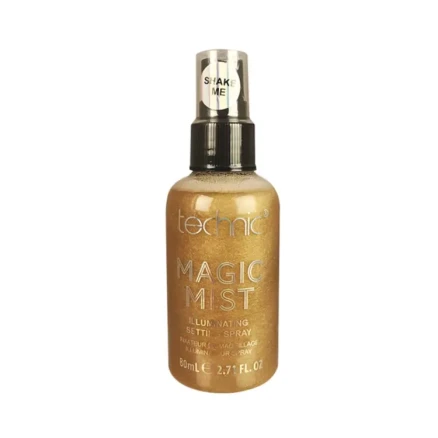 SHAKE
ME
technic
MAGIC
MIST
ILLUMINATING
SETTING SPRAY
80mL e 2.71 FL. OZ